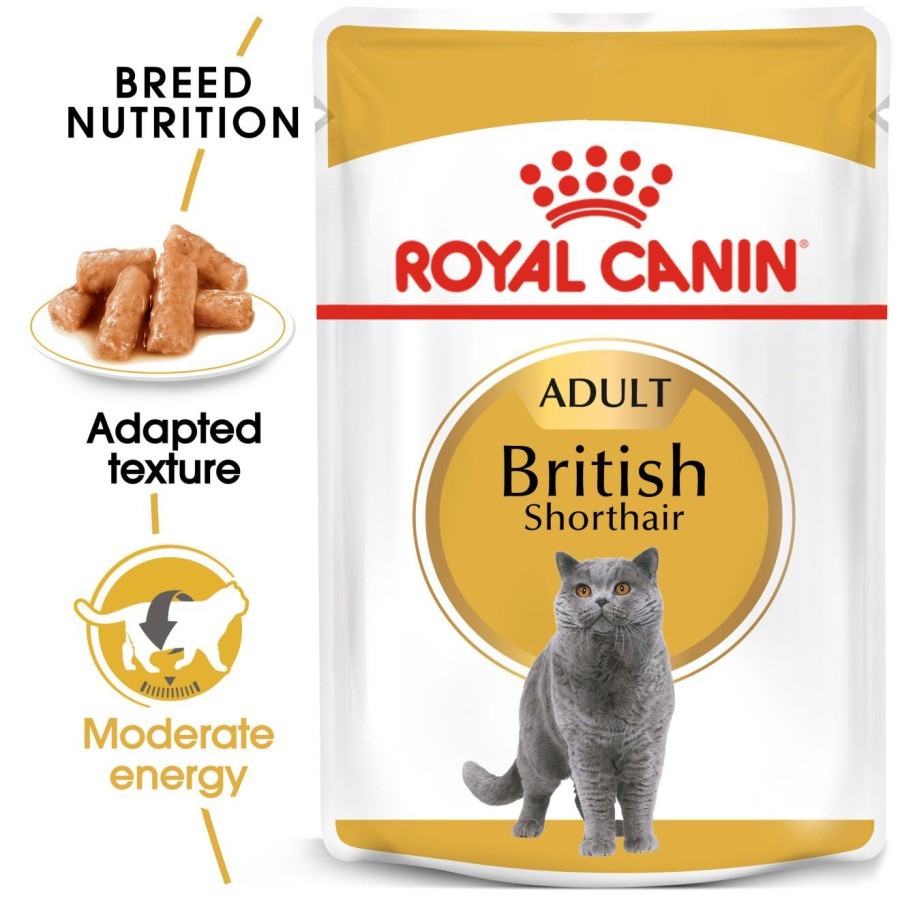 BREED
NUTRITION
Adapted
texture
Moderate
energy
ROYAL CANIN®
ADULT
British
Shorthair